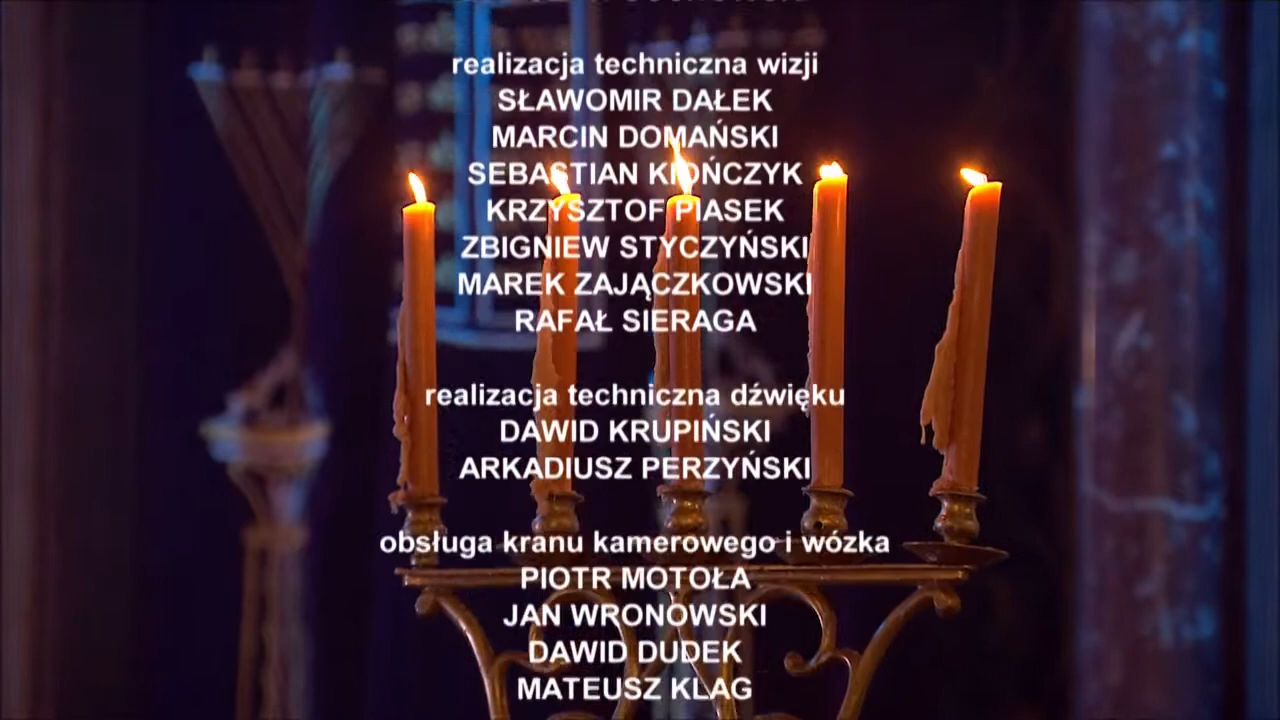 realizacja techniczna wizji
SŁAWOMIR DAŁEK
MARCIN DOMAŃSKI
SEBASTIAN KIOŃCZYK
KRZYSZTOF PIASEK
ZBIGNIEW STYCZYŃSKI
MAREK ZAJĄCZKOWSKI
RAFAŁ SIERAGA
realizacja techniczna dźwięku
DAWID KRUPIŃSKI
ARKADIUSZ PERZYŃSKI
obsługa kranu kamerowego i wózka
PIOTR MOTOŁA
JAN WRONOWSKI
DAWID DUDEK
MATEUSZ KLAG